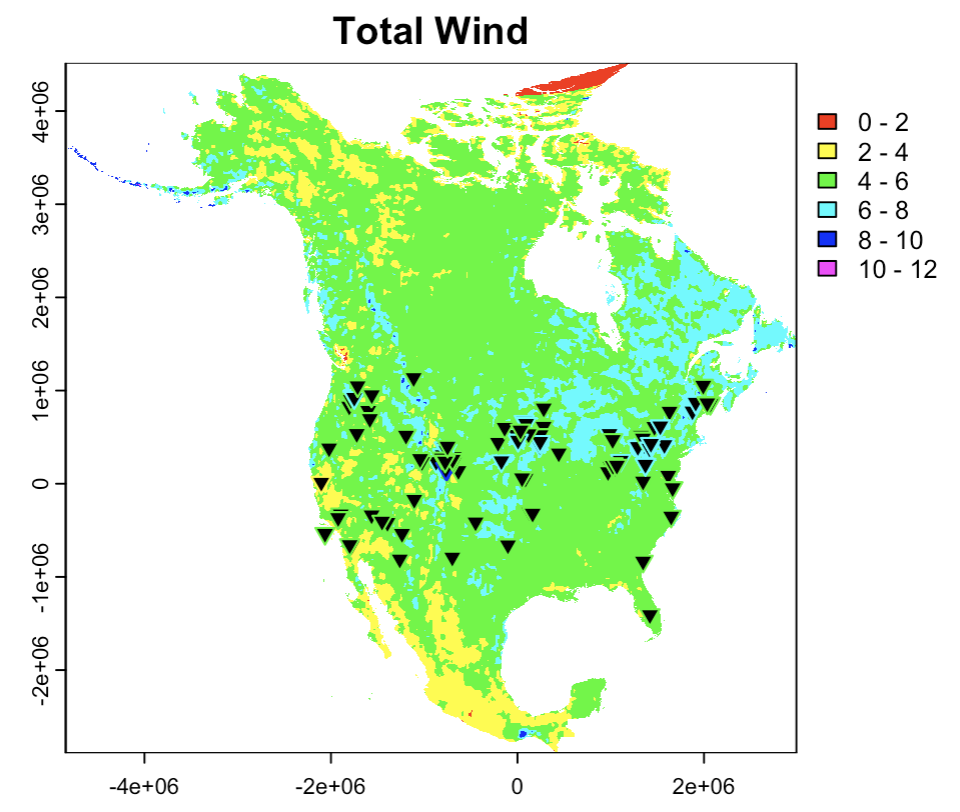 Total Wind
4e+06
3e+06
2e+06
1e+06
0
-1e+06
-2e+06
-4e+06
-2e+06
0
2e+06
0 - 2
2 - 4
4 - 6
6 - 8
8 - 10
10 - 12